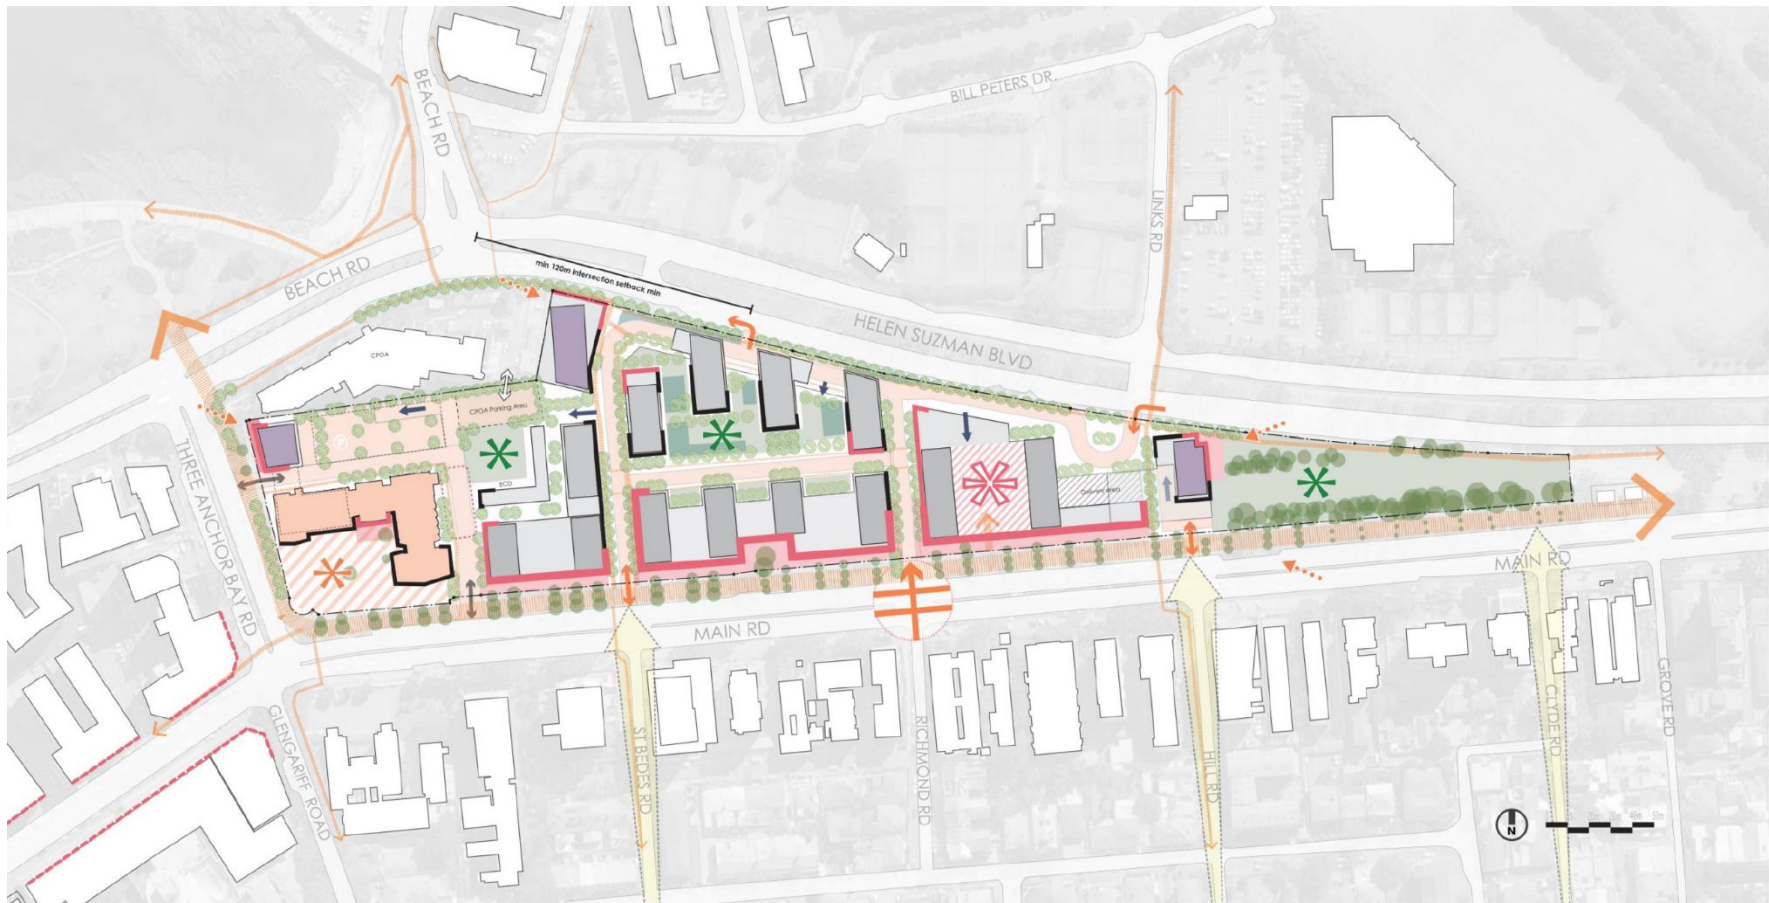 BEACH RD
BILL PETERS DR.
LINKS RD
BEACH RD
min 120m intersection setback min
HELEN SUZMAN BLVD
CPOA
CPOA Parking Area
P
THREE ANCHOR BAY RD
ECD
Delivery area
MAIN RD
MAIN RD
GLENGARIFF ROAD
ST BEDES RD
RICHMOND RD
HILL RD
CLYDE RD
GROVE RD
N